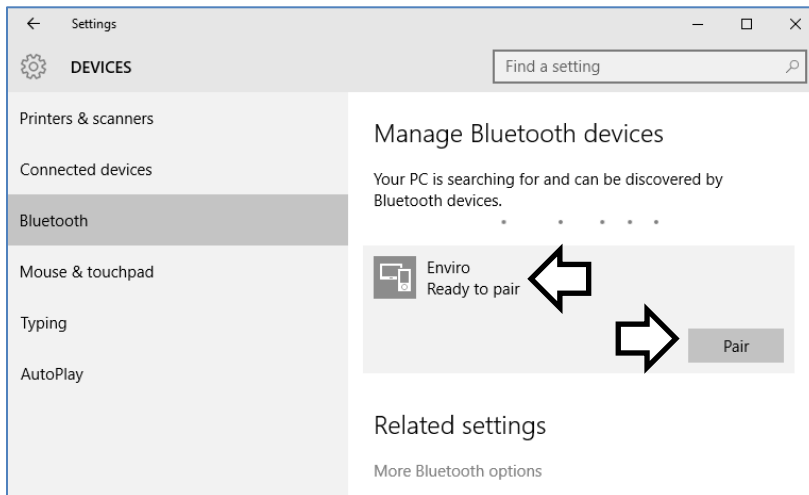 Settings
DEVICES
Find a setting
Printers & scanners
Connected devices
Bluetooth
Mouse & touchpad
Typing
AutoPlay
Manage Bluetooth devices
Your PC is searching for and can be discovered by
Bluetooth devices.
Enviro
Ready to pair
Pair
Related settings
More Bluetooth options